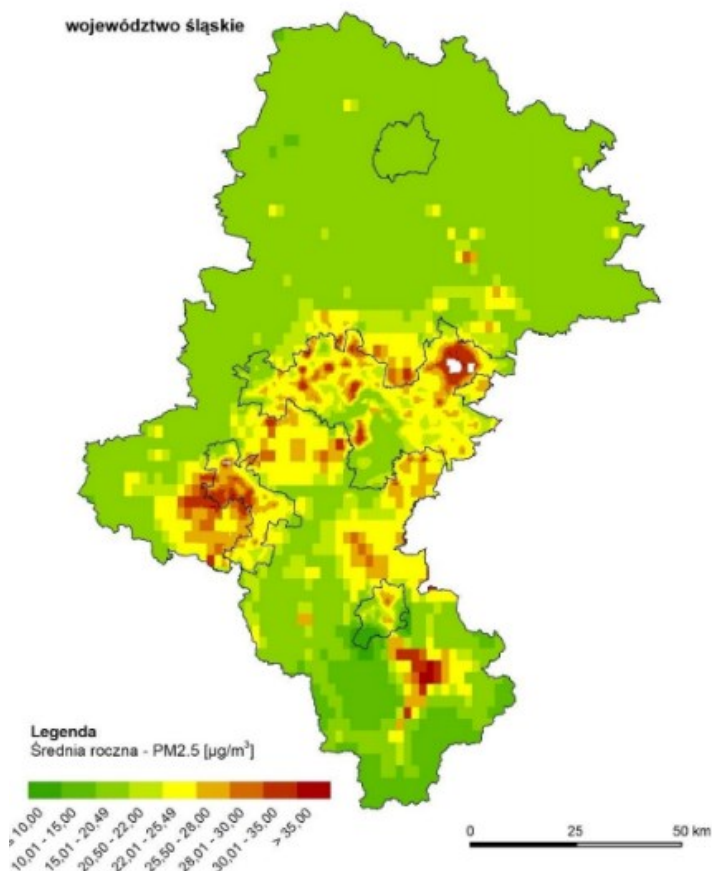 województwo śląskie
Legenda
Średnia roczna - PM2.5 [µg/m³]
10,00
10,01 - 15,00
15,01 - 20,49
20,50 - 22,00
22,01 - 25,49
25,50 - 28,00
28,01 - 30,00
30,01 - 35,00
> 35,00
0 25 50 km